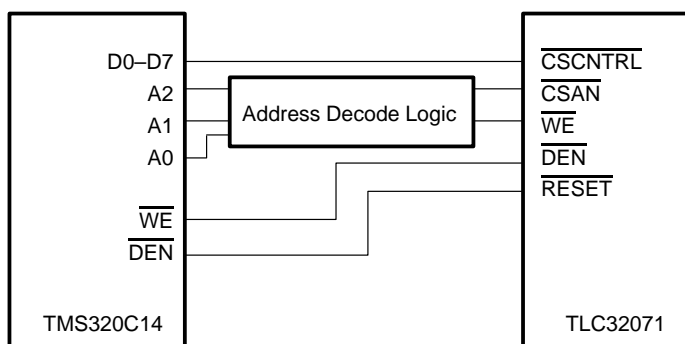 D0–D7
A2
A1
A0
WE
DEN
Address Decode Logic
CSCNTRL
CSAN
WE
DEN
RESET
TMS320C14
TLC32071